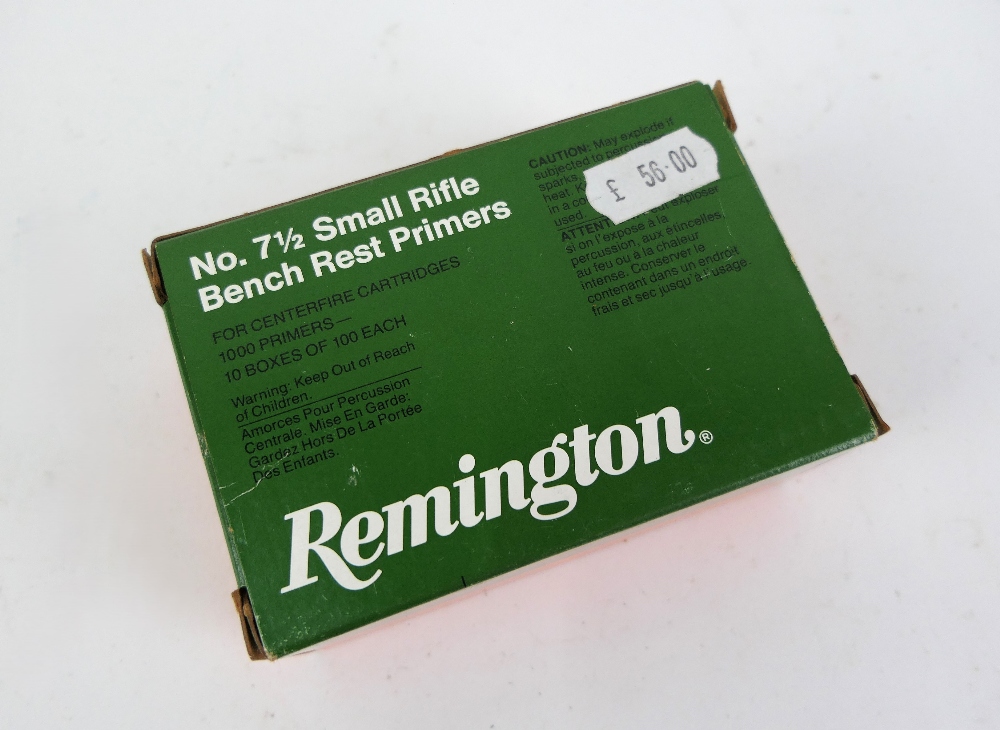 No. 7½ Small Rifle
Bench Rest Primers
FOR CENTERFIRE CARTRIDGES
1000 PRIMERS—
10 BOXES OF 100 EACH
Warning: Keep Out of Reach
of Children.
Amorces Pour Percussion
Centrale. Mise En Garde:
Gardez Hors De La Portée
Des Enfants.
CAUTION: May explode if
subjected to
sparks,
heat.
in a
used.
£ 56-00
exploser
si on l'expose à la
percussion, aux étincelles,
au feu ou à la chaleur
intense. Conserver le
contenant dans un endroit
frais et sec jusqu'à l'usage.
Remington®